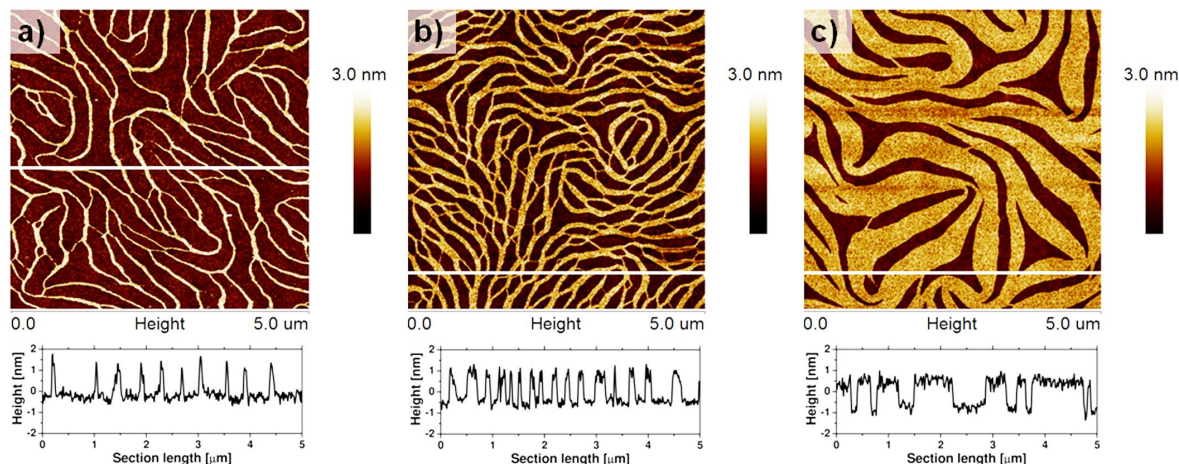 a)
3.0 nm
0.0 Height 5.0 um
Height [nm]
2
1
0
-1
-2
0 1 2 3 4 5
Section length [μm]
b)
3.0 nm
0.0 Height 5.0 um
Height [nm]
2
1
0
-1
-2
0 1 2 3 4 5
Section length [μm]
c)
3.0 nm
0.0 Height 5.0 um
Height [nm]
2
1
0
-1
-2
0 1 2 3 4 5
Section length [μm]